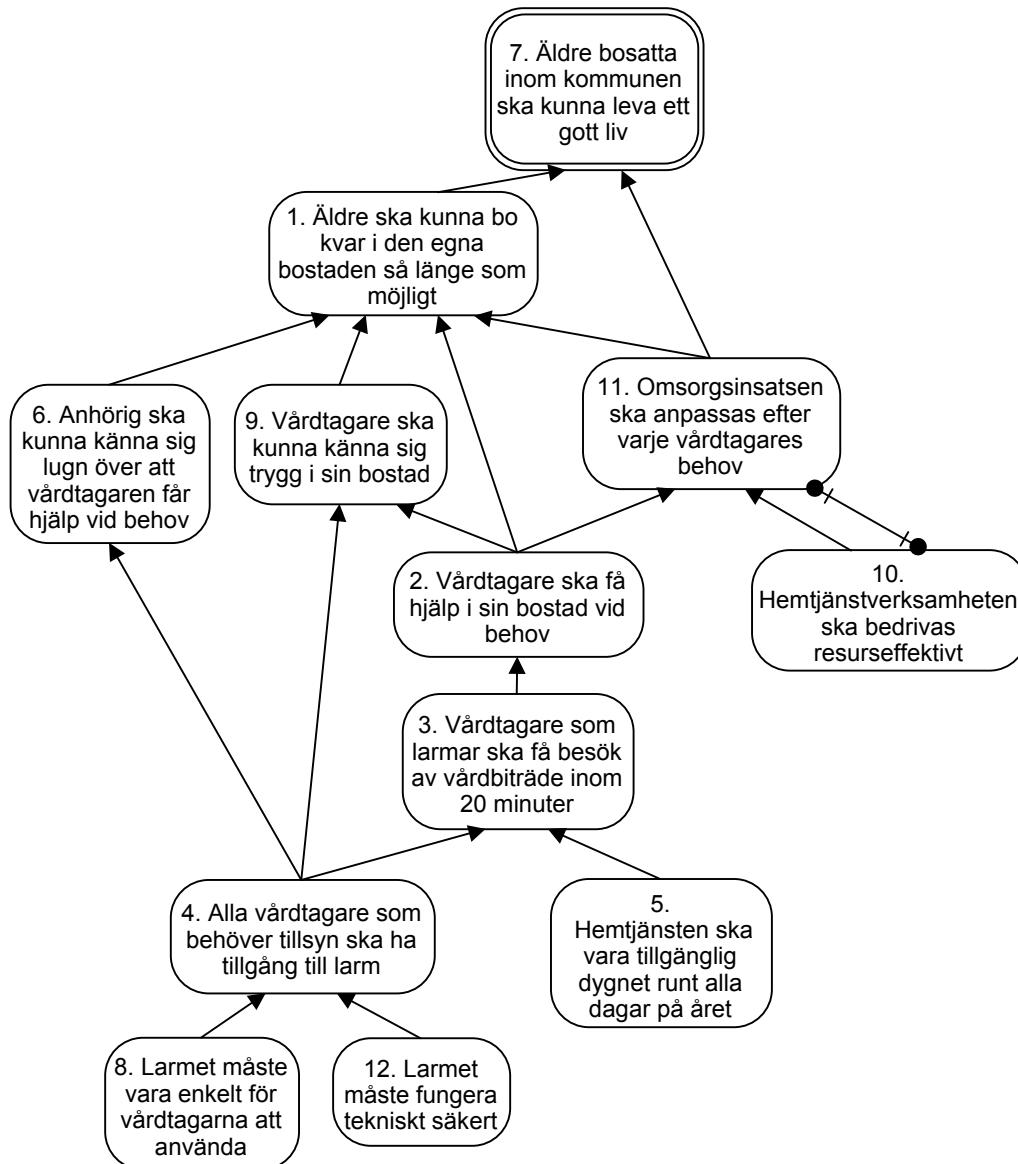 7. Äldre bosatta
inom kommunen
ska kunna leva ett
gott liv
1. Äldre ska kunna bo
kvar i den egna
bostaden så länge som
möjligt
6. Anhörig ska
kunna känna sig
lugn över att
vårdtagaren får
hjälp vid behov
9. Vårdtagare ska
kunna känna sig
trygg i sin bostad
11. Omsorgsinsatsen
ska anpassas efter
varje vårdtagares
behov
2. Vårdtagare ska få
hjälp i sin bostad vid
behov
10.
Hemtjänstverksamheten
ska bedrivas
resurseffektivt
3. Vårdtagare som
larmar ska få besök
av vårdbiträde inom
20 minuter
4. Alla vårdtagare som
behöver tillsyn ska ha
tillgång till larm
5.
Hemtjänsten ska
vara tillgänglig
dygnet runt alla
dagar på året
8. Larmet måste
vara enkelt för
vårdtagarna att
använda
12. Larmet
måste fungera
tekniskt säkert